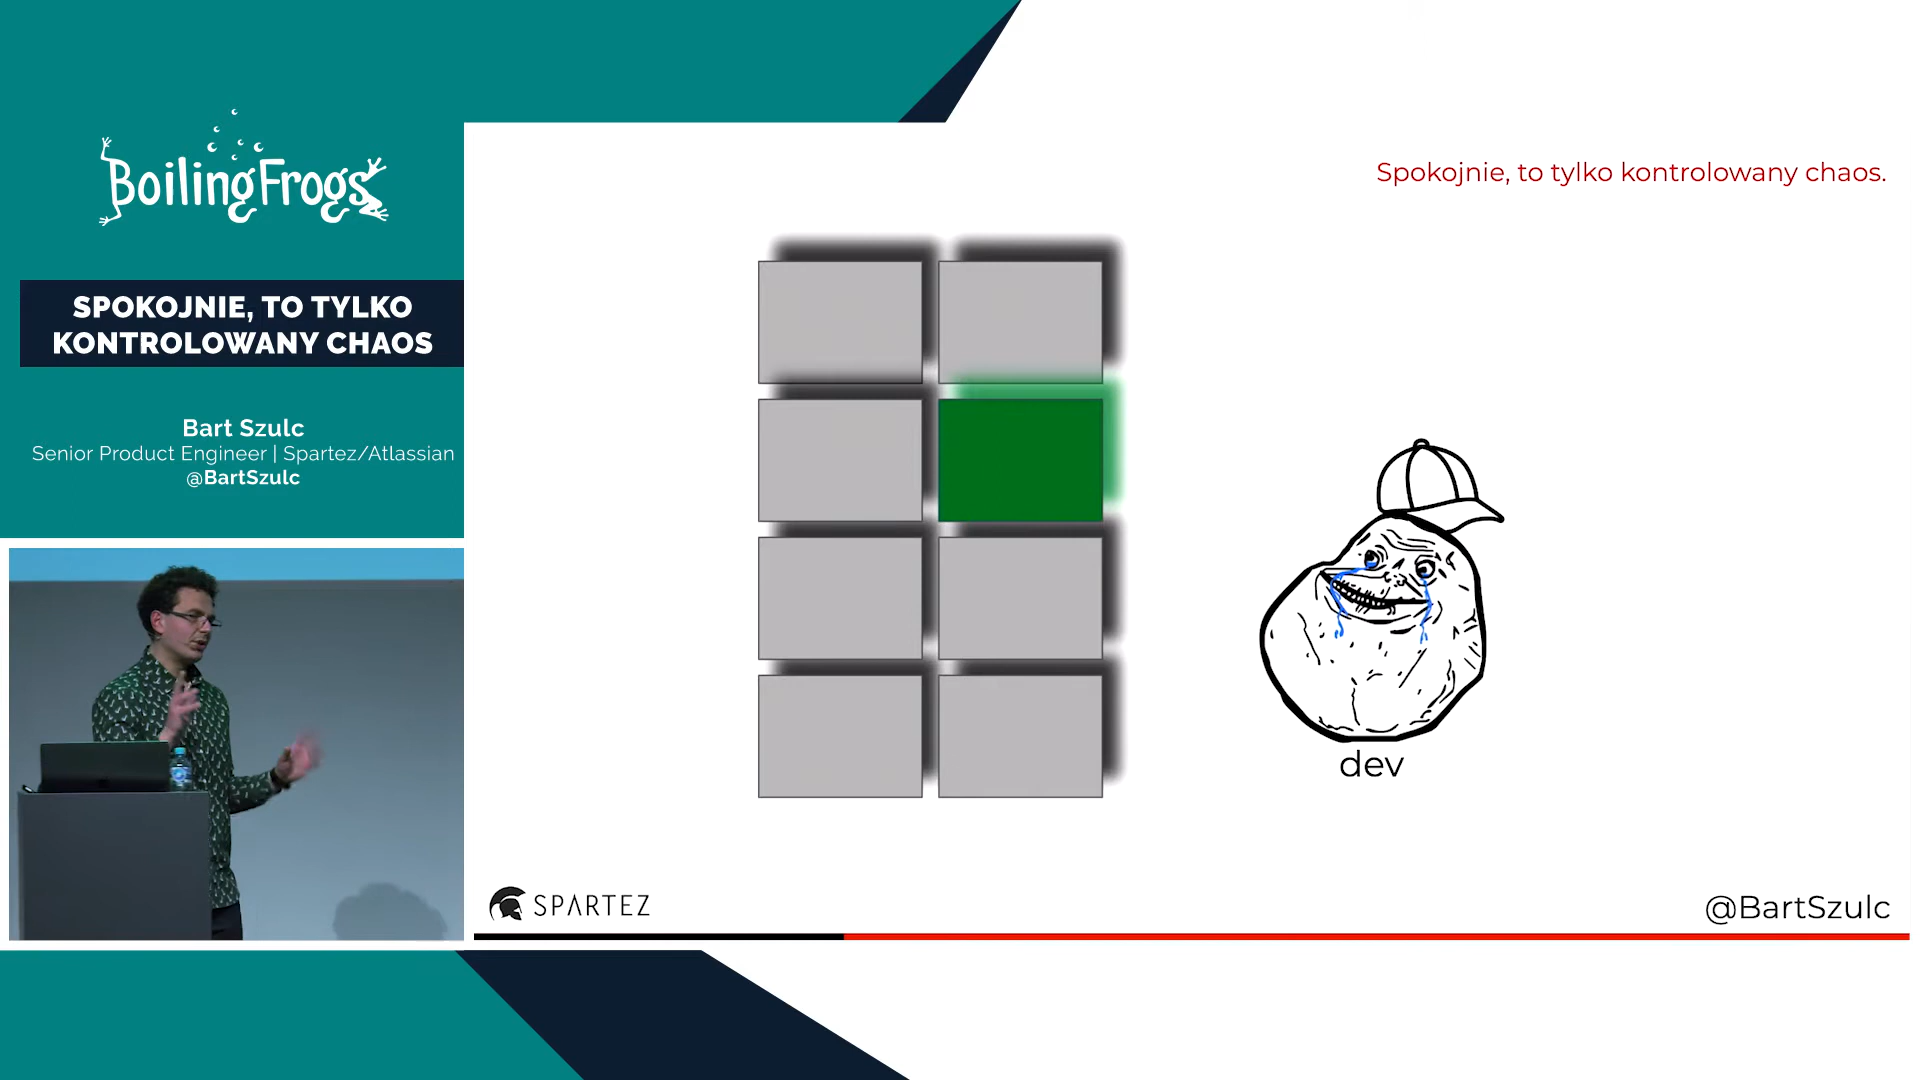 BoilingFrogs
SPOKOJNIE, TO TYLKO
KONTROLOWANY CHAOS
Bart Szulc
Senior Product Engineer | Spartez/Atlassian
@BartSzulc
Spokojnie, to tylko kontrolowany chaos.
dev
SPARTEZ
@BartSzulc